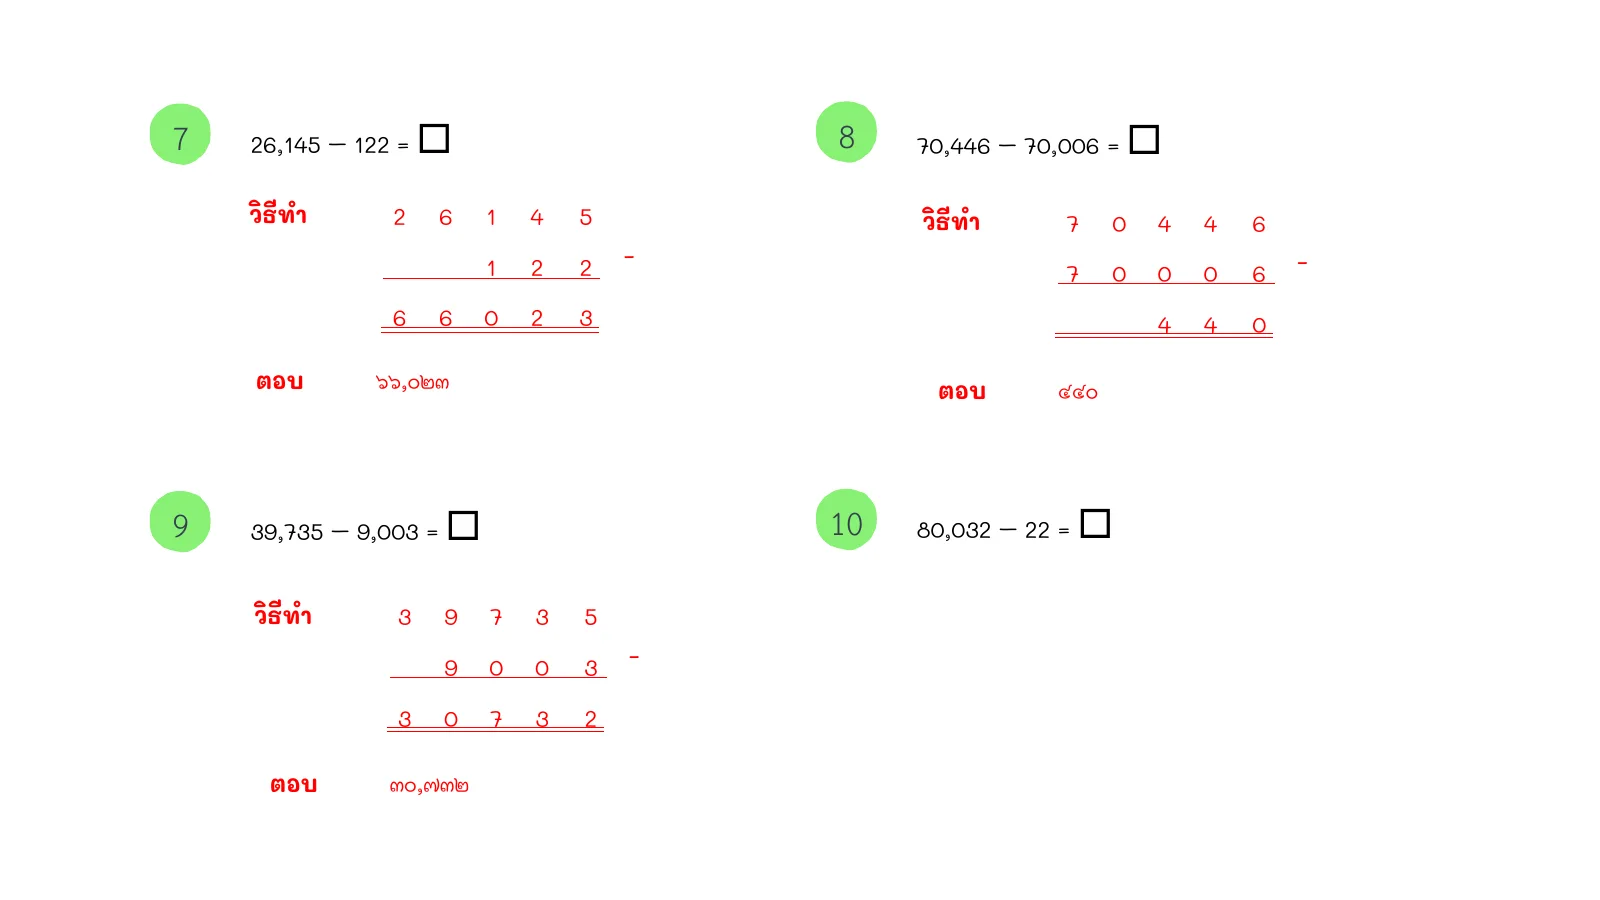 7
26,145 – 122 = □
วิธีทำ 2 6 1 4 5
1 2 2 -
6 6 0 2 3
ตอบ ๖๖,๐๒๓
8
70,446 – 70,006 = □
วิธีทำ 7 0 4 4 6
7 0 0 0 6 -
4 4 0
ตอบ ๔๔๐
9
39,735 – 9,003 = □
วิธีทำ 3 9 7 3 5
9 0 0 3 -
3 0 7 3 2
ตอบ ๓๐,๗๓๒
10
80,032 – 22 = □